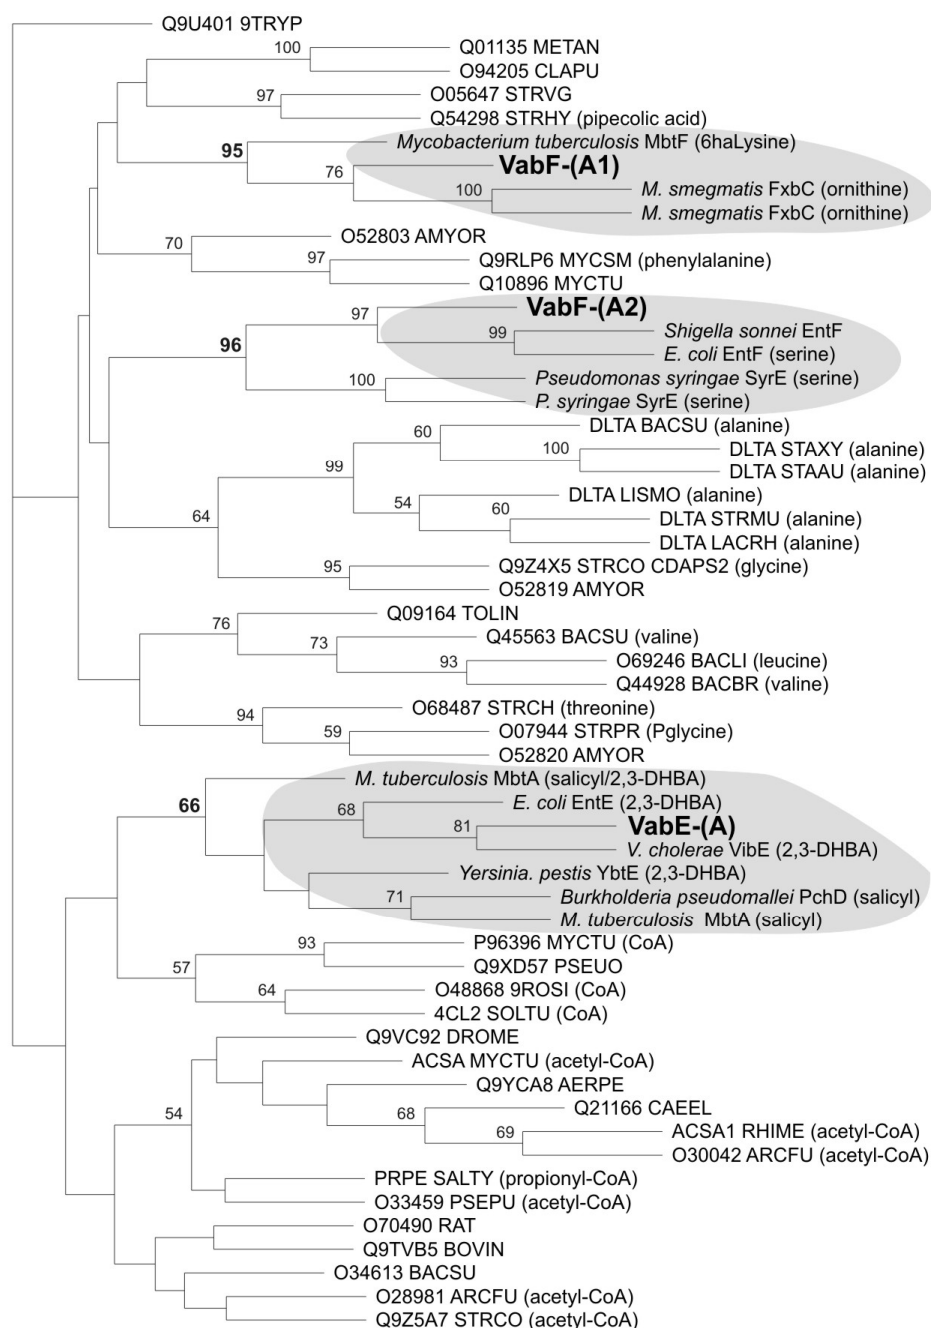 Q9U401 9TRYP
100
Q01135 METAN
O94205 CLAPU
97
O05647 STRVG
Q54298 STRHY (pipecolic acid)
95
Mycobacterium tuberculosis MbtF (6haLysine)
76
VabF-(A1)
100
M. smegmatis FxbC (ornithine)
M. smegmatis FxbC (ornithine)
70
O52803 AMYOR
97
Q9RLP6 MYCSM (phenylalanine)
Q10896 MYCTU
97
VabF-(A2)
96
99
Shigella sonnei EntF
E. coli EntF (serine)
100
Pseudomonas syringae SyrE (serine)
P. syringae SyrE (serine)
60
DLTA BACSU (alanine)
99
100
DLTA STAXY (alanine)
DLTA STAAU (alanine)
54
DLTA LISMO (alanine)
64
60
DLTA STRMU (alanine)
DLTA LACRH (alanine)
95
Q9Z4X5 STRCO CDAPS2 (glycine)
O52819 AMYOR
76
Q09164 TOLIN
73
Q45563 BACSU (valine)
93
O69246 BACLI (leucine)
Q44928 BACBR (valine)
94
O68487 STRCH (threonine)
59
O07944 STRPR (Pglycine)
O52820 AMYOR
66
M. tuberculosis MbtA (salicyl/2,3-DHBA)
68
E. coli EntE (2,3-DHBA)
81
VabE-(A)
V. cholerae VibE (2,3-DHBA)
Yersinia. pestis YbtE (2,3-DHBA)
71
Burkholderia pseudomallei PchD (salicyl)
M. tuberculosis MbtA (salicyl)
93
P96396 MYCTU (CoA)
57
Q9XD57 PSEUO
64
O48868 9ROSI (CoA)
4CL2 SOLTU (CoA)
Q9VC92 DROME
54
ACSA MYCTU (acetyl-CoA)
Q9YCA8 AERPE
68
Q21166 CAEEL
69
ACSA1 RHIME (acetyl-CoA)
O30042 ARCFU (acetyl-CoA)
PRPE SALTY (propionyl-CoA)
O33459 PSEPU (acetyl-CoA)
O70490 RAT
Q9TVB5 BOVIN
O34613 BACSU
O28981 ARCFU (acetyl-CoA)
Q9Z5A7 STRCO (acetyl-CoA)